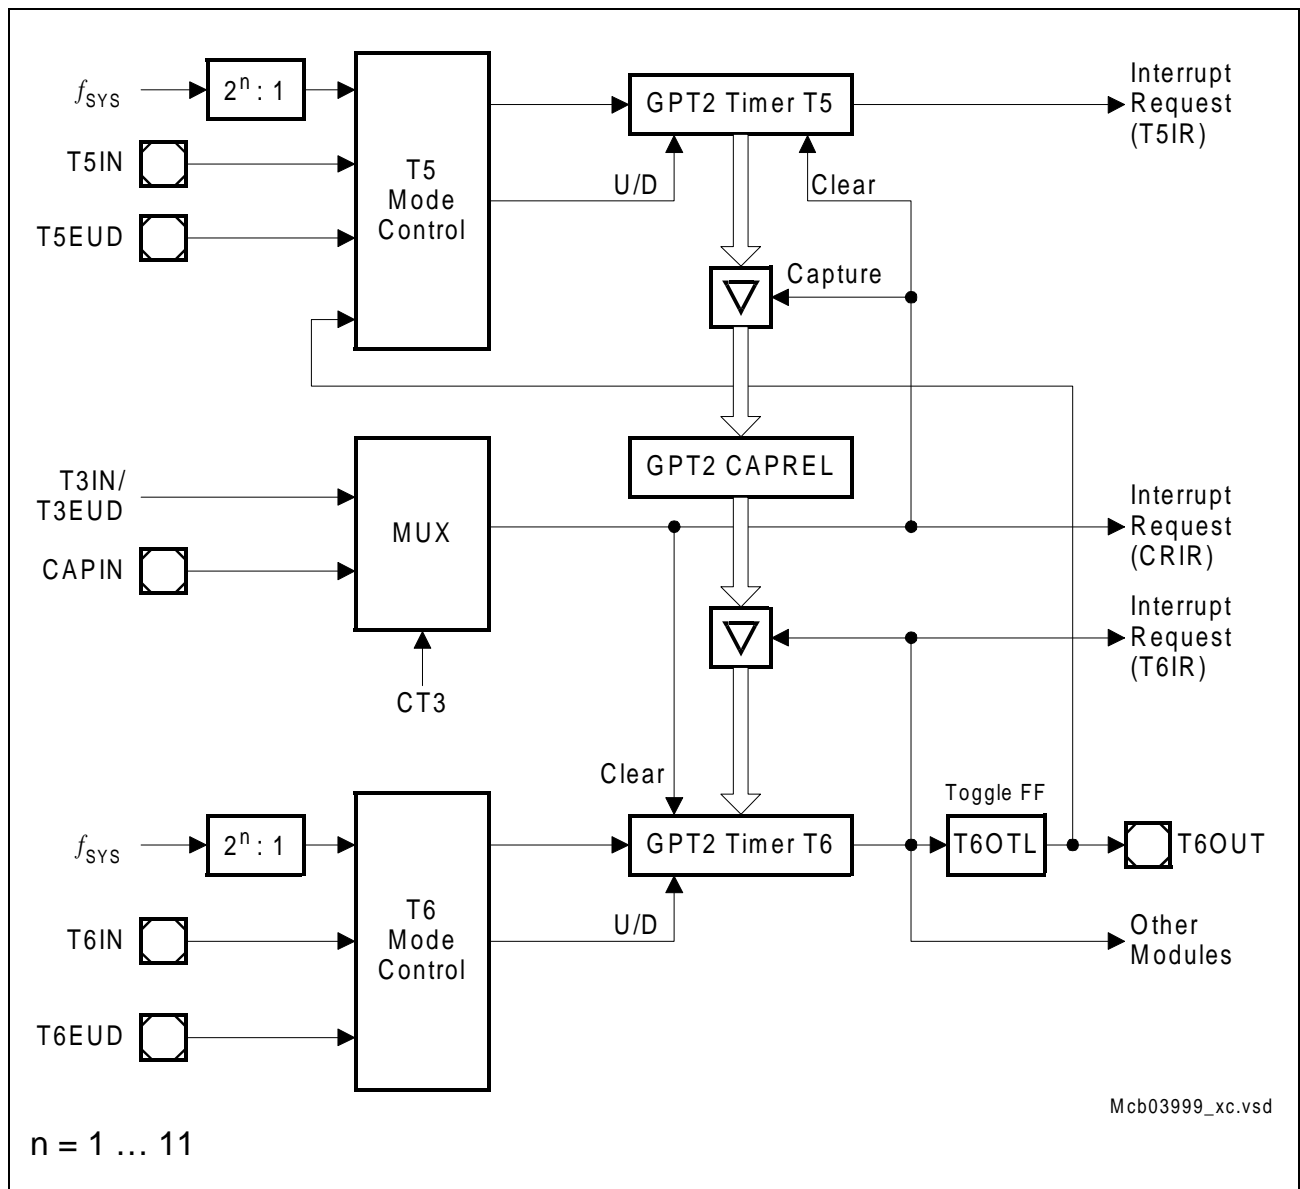 fSYS
2n : 1
T5IN
T5EUD
T5
Mode
Control
GPT2 Timer T5
U/D
Clear
Interrupt
Request
(T5IR)
Capture
T3IN/
T3EUD
CAPIN
MUX
CT3
GPT2 CAPREL
Interrupt
Request
(CRIR)
Interrupt
Request
(T6IR)
Clear
fSYS
2n : 1
T6IN
T6EUD
T6
Mode
Control
GPT2 Timer T6
U/D
Toggle FF
T6OTL
T6OUT
Other
Modules
Mcb03999_xc.vsd
n = 1 ... 11